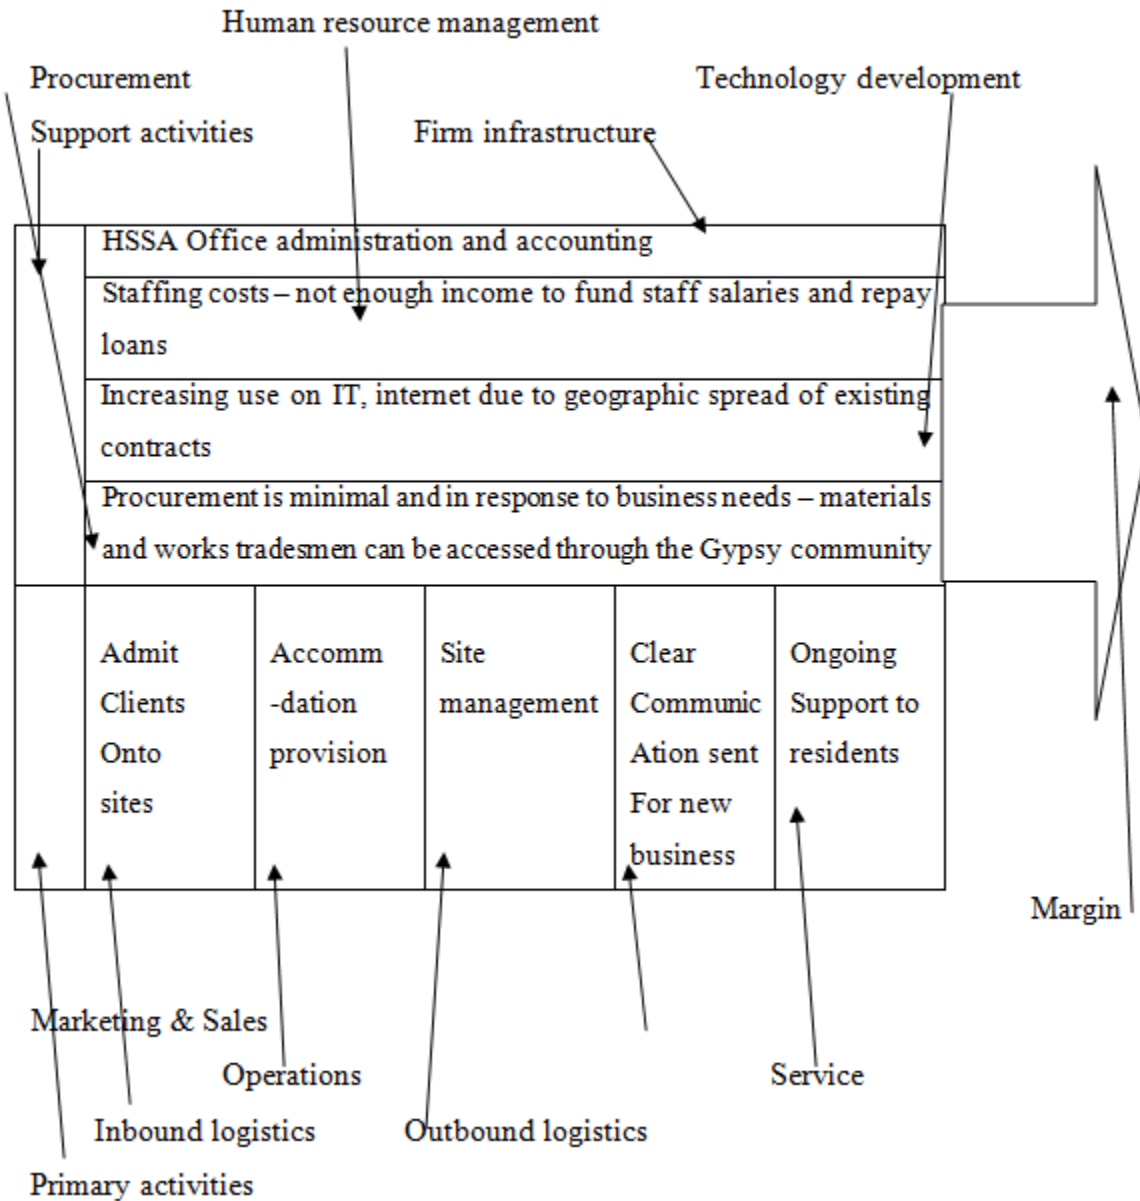 Human resource management
Procurement
Technology development
Support activities
Firm infrastructure
HSSA Office administration and accounting
Staffing costs – not enough income to fund staff salaries and repay
loans
Increasing use on IT, internet due to geographic spread of existing
contracts
Procurement is minimal and in response to business needs – materials
and works tradesmen can be accessed through the Gypsy community
Admit
Clients
Onto
sites
Accomm
-dation
provision
Site
management
Clear
Communic
Ation sent
For new
business
Ongoing
Support to
residents
Margin
Marketing & Sales
Operations
Service
Inbound logistics
Outbound logistics
Primary activities